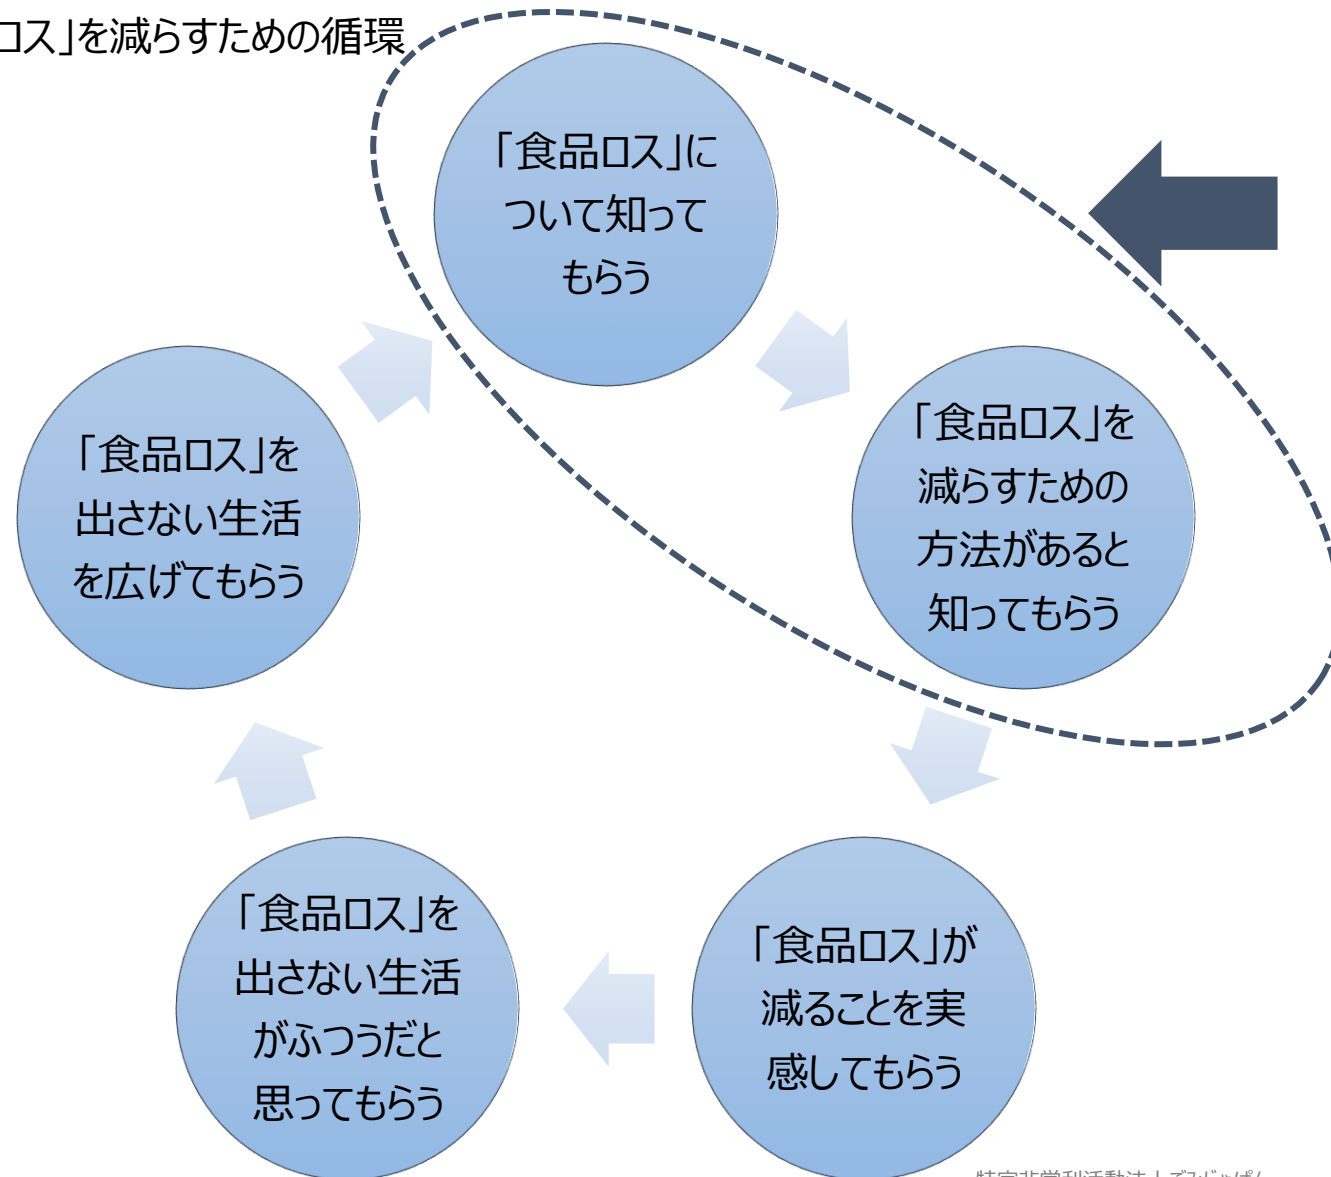 ロス」を減らすための循環
「食品ロス」に
ついて知って
もらう
「食品ロス」を
減らすための
方法があると
知ってもらう
「食品ロス」が
減ることを実
感してもらう
「食品ロス」を
出さない生活
がふつうだと
思ってもらう
「食品ロス」を
出さない生活
を広げてもらう